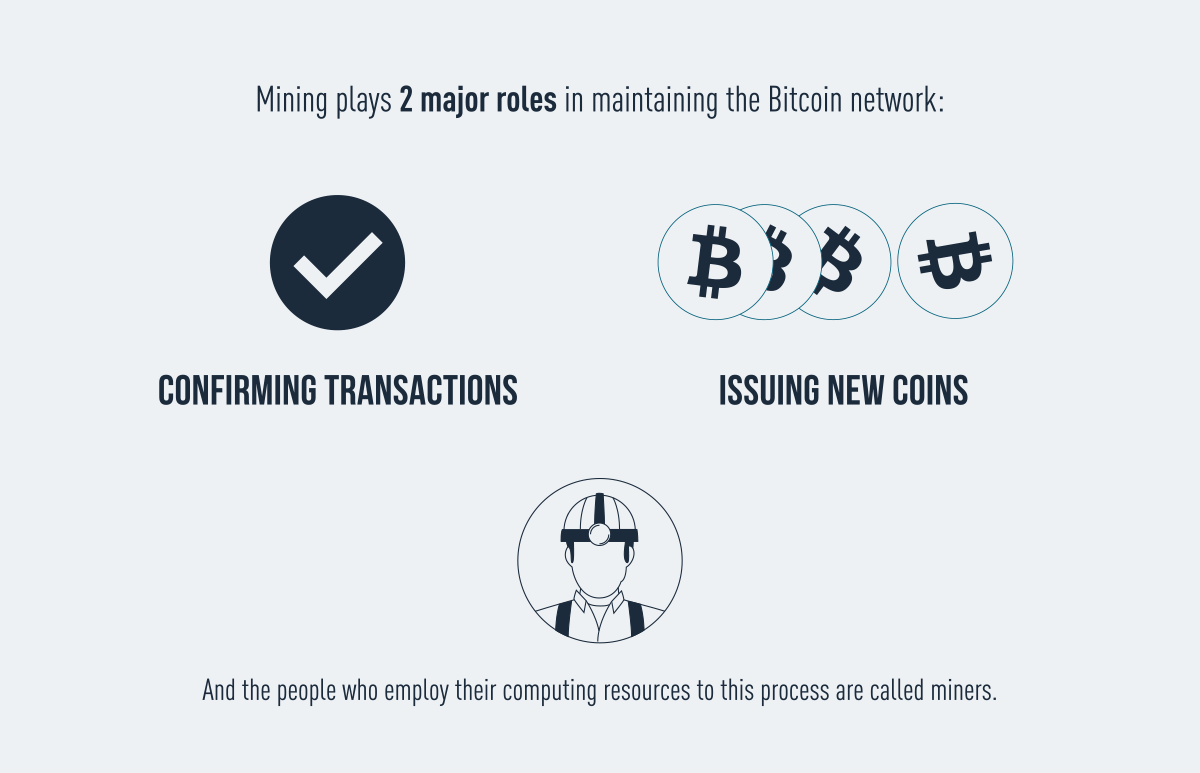 Mining plays 2 major roles in maintaining the Bitcoin network:
CONFIRMING TRANSACTIONS
ISSUING NEW COINS
And the people who employ their computing resources to this process are called miners.